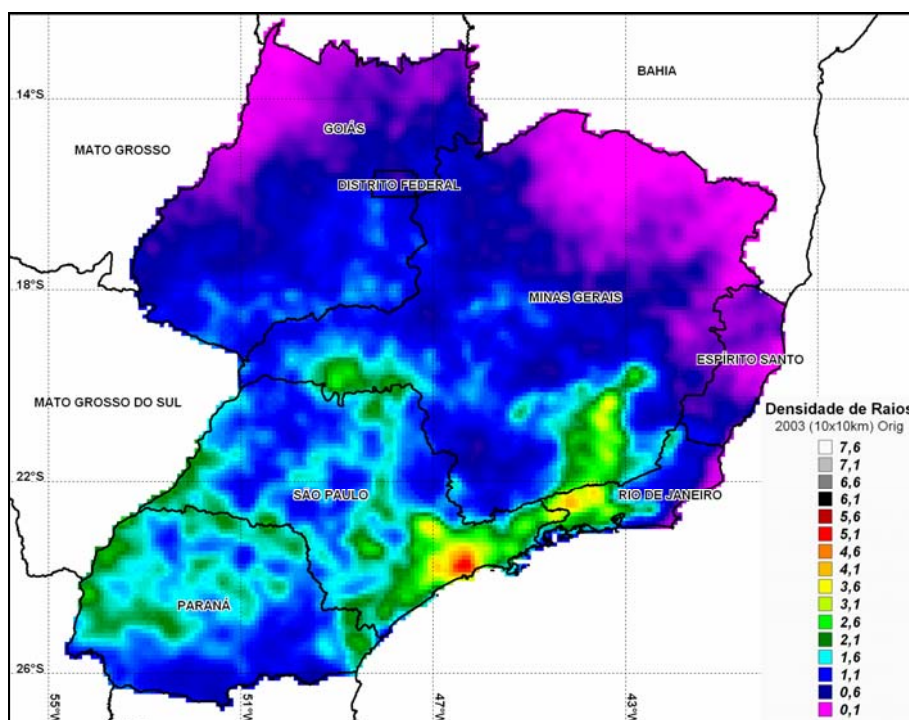 BAHIA
14°S
GOIÁS
MATO GROSSO
DISTRITO FEDERAL
18°S
MINAS GERAIS
ESPÍRITO SANTO
MATO GROSSO DO SUL
Densidade de Raios
2003 (10x10km) Orig
7,6
7,1
6,6
6,1
5,6
5,1
4,6
4,1
3,6
3,1
2,6
2,1
1,6
1,1
0,6
0,1
22°S
SÃO PAULO
RIO DE JANEIRO
PARANÁ
26°S
55°W
51°W
47°W
43°W